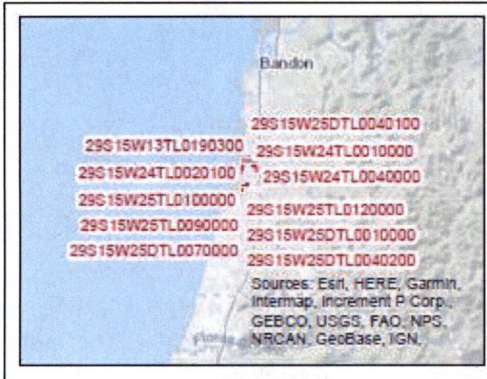 Bandon
29S15W25DTL0040100
29S15W13TL0190300
29S15W24TL0010000
29S15W24TL0020100
29S15W24TL0040000
29S15W25TL0100000
29S15W25TL0120000
29S15W25TL0090000
29S15W25DTL0010000
29S15W25DTL0070000
29S15W25DTL0040200
Sources: Esri, HERE, Garmin,
Intermap, Increment P Corp.,
GEBCO, USGS, FAO, NPS,
NRCAN, GeoBase, IGN,